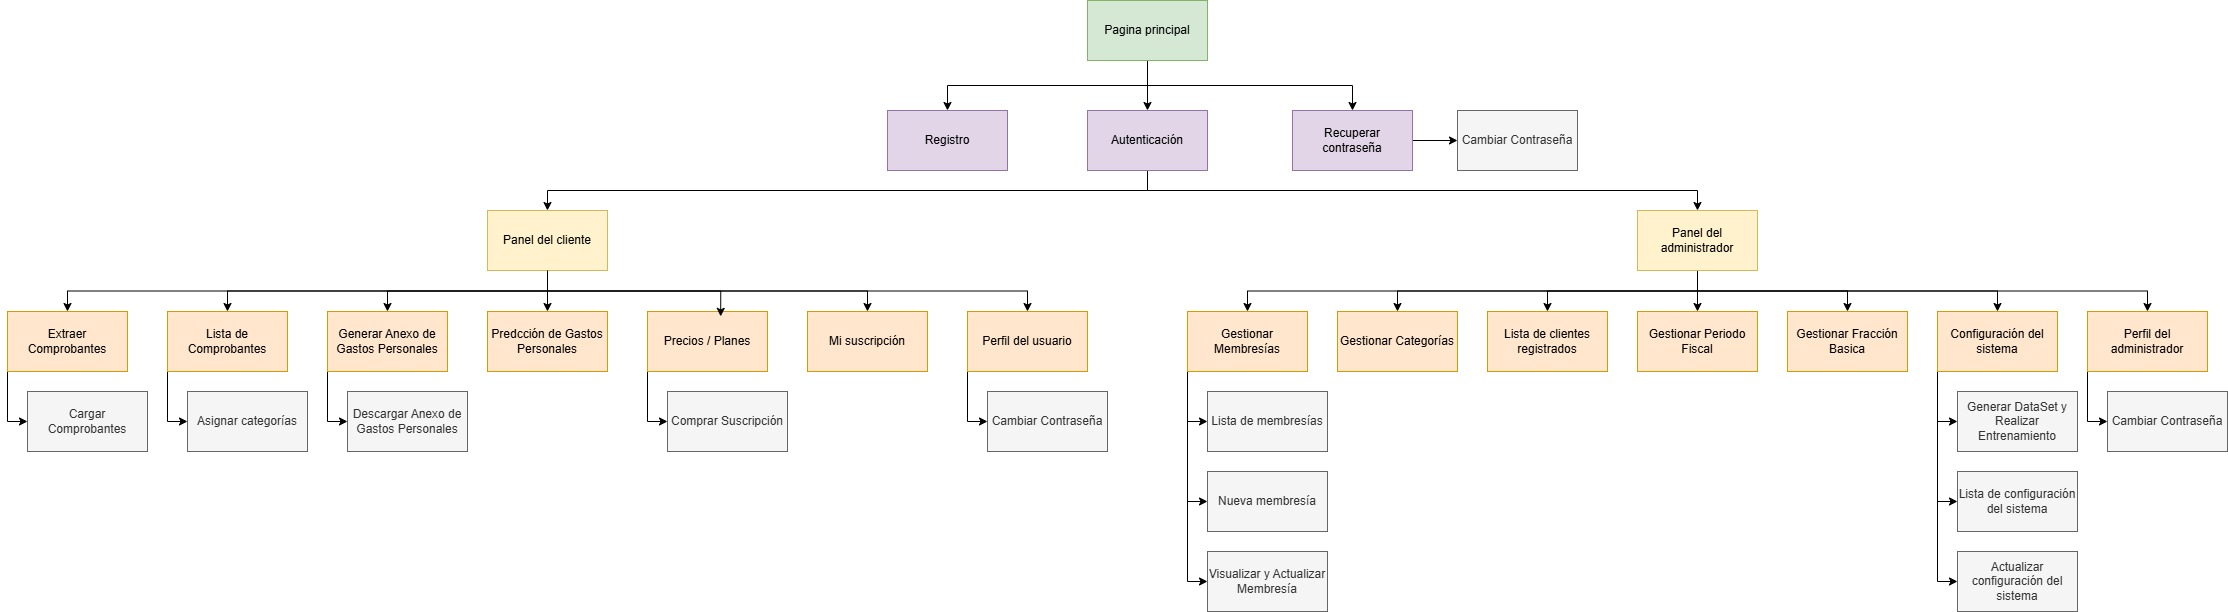 Pagina principal
Registro
Autenticación
Recuperar
contraseña
Cambiar Contraseña
Panel del cliente
Panel del
administrador
Extraer
Comprobantes
Lista de
Comprobantes
Generar Anexo de
Gastos Personales
Predcción de Gastos
Personales
Precios / Planes
Mi suscripción
Perfil del usuario
Gestionar
Membresías
Gestionar Categorías
Lista de clientes
registrados
Gestionar Periodo
Fiscal
Gestionar Fracción
Basica
Configuración del
sistema
Perfil del
administrador
Cargar
Comprobantes
Asignar categorías
Descargar Anexo de
Gastos Personales
Comprar Suscripción
Cambiar Contraseña
Lista de membresías
Generar DataSet y
Realizar
Entrenamiento
Cambiar Contraseña
Nueva membresía
Lista de configuración
del sistema
Visualizar y Actualizar
Membresía
Actualizar
configuración del
sistema